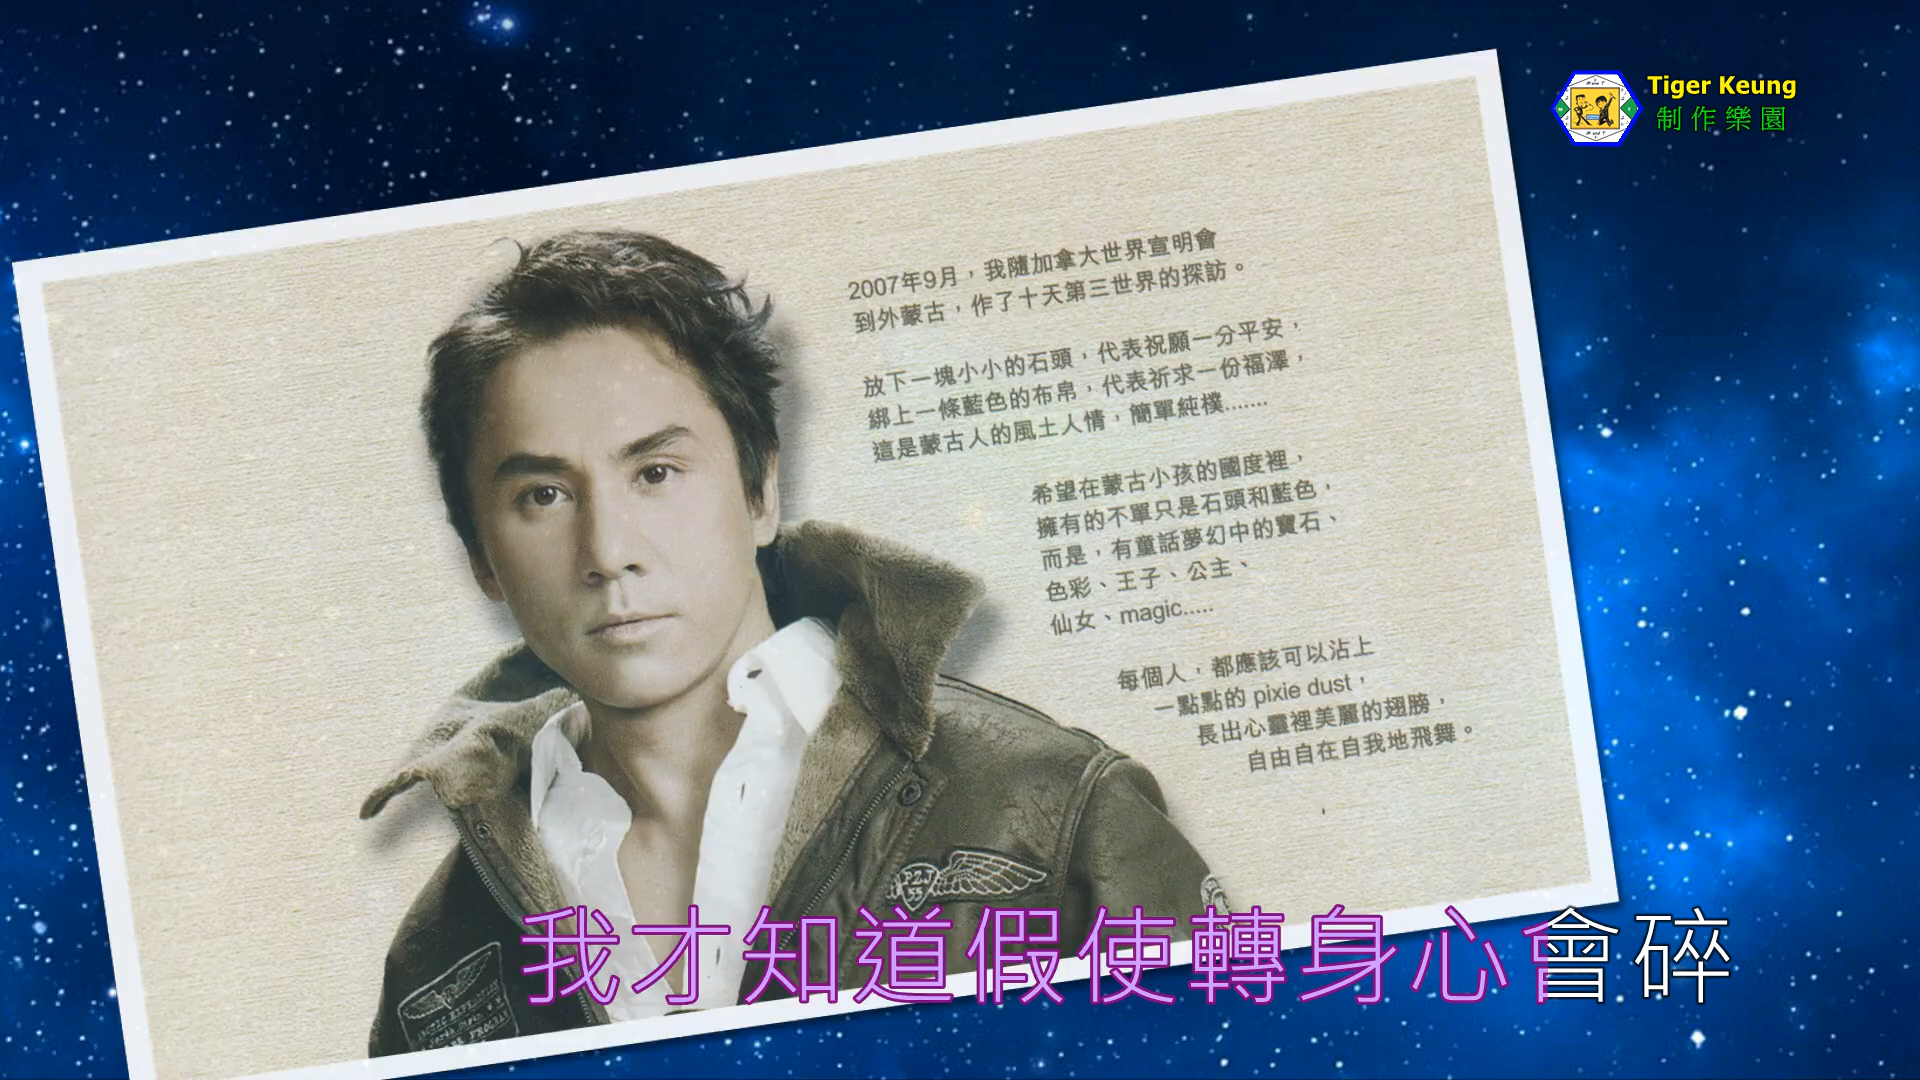 Tiger Keung
制作樂園
2007年9月，我隨加拿大世界宣明會
到外蒙古，作了十天第三世界的探訪。
放下一塊小小的石頭，代表祝願一分平安，
綁上一條藍色的布帛，代表祈求一份福澤，
這是蒙古人的風土人情，簡單純樸.......
希望在蒙古小孩的國度裡，
擁有的不單只是石頭和藍色，
而是，有童話夢幻中的寶石、
色彩、王子、公主、
仙女、magic.....
每個人，都應該可以沾上
一點點的 pixie dust，
長出心靈裡美麗的翅膀，
自由自在自我地飛舞。
PZJ
55
我才知道假使轉身心會碎